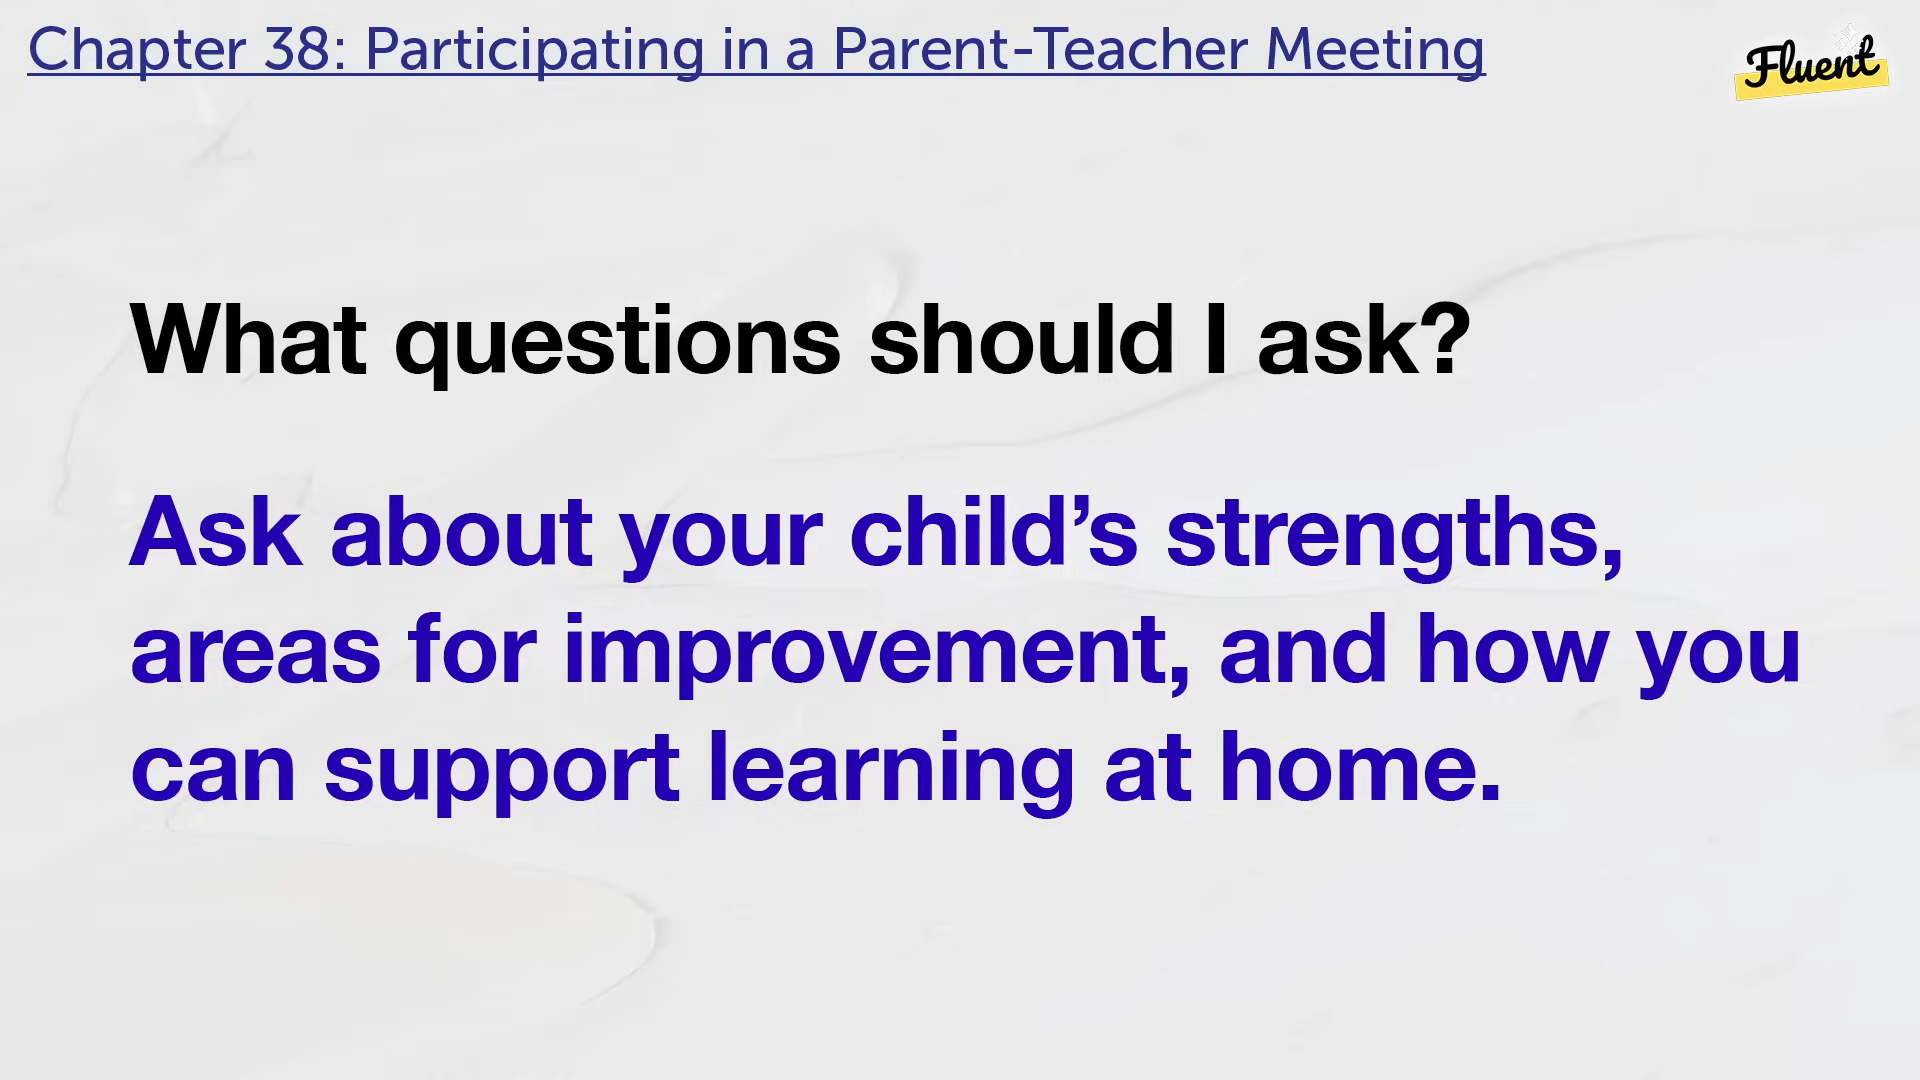 Chapter 38: Participating in a Parent-Teacher Meeting
Fluent
What questions should I ask?
Ask about your child’s strengths,
areas for improvement, and how you
can support learning at home.